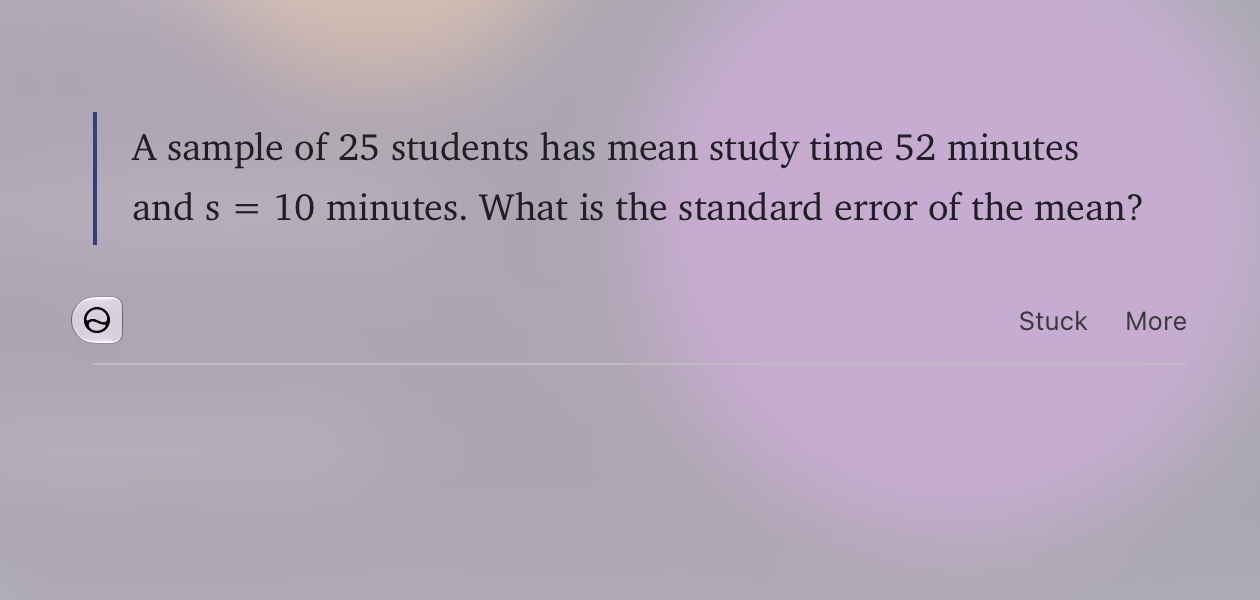 A sample of 25 students has mean study time 52 minutes
and s = 10 minutes. What is the standard error of the mean?
Stuck More